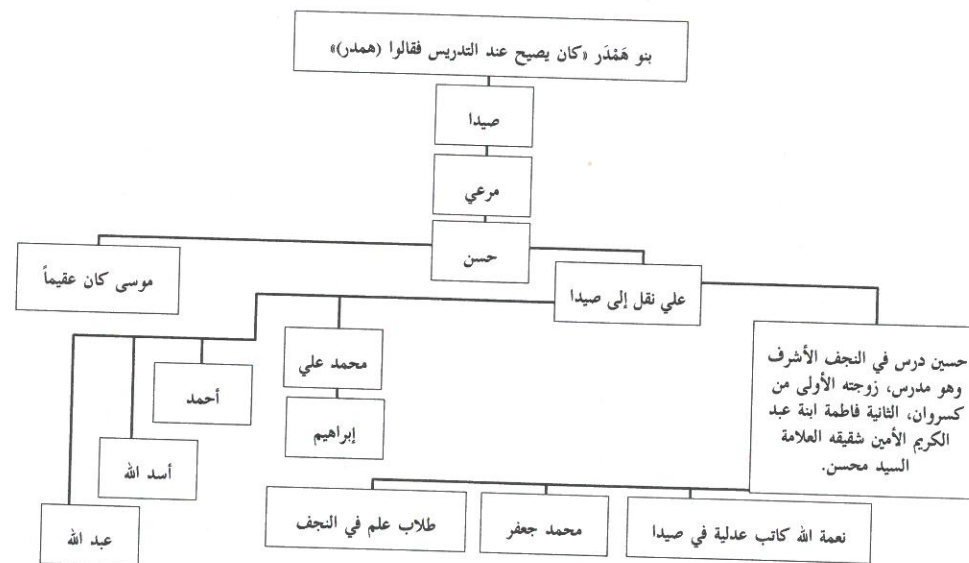 بنو هَمْدَر «كان يصيح عند التدريس فقالوا (همدر)»
صيدا
مرعي
حسن
موسى كان عقيماً
علي نقل إلى صيدا
حسين درس في النجف الأشرف
وهو مدرس، زوجته الأولى من
كسروان، الثانية فاطمة ابنة عبد
الكريم الأمين شقيقه العلامة
السيد محسن.
محمد علي
أحمد
إبراهيم
أسد الله
عبد الله
نعمة الله كاتب عدلية في صيدا
محمد جعفر
طلاب علم في النجف